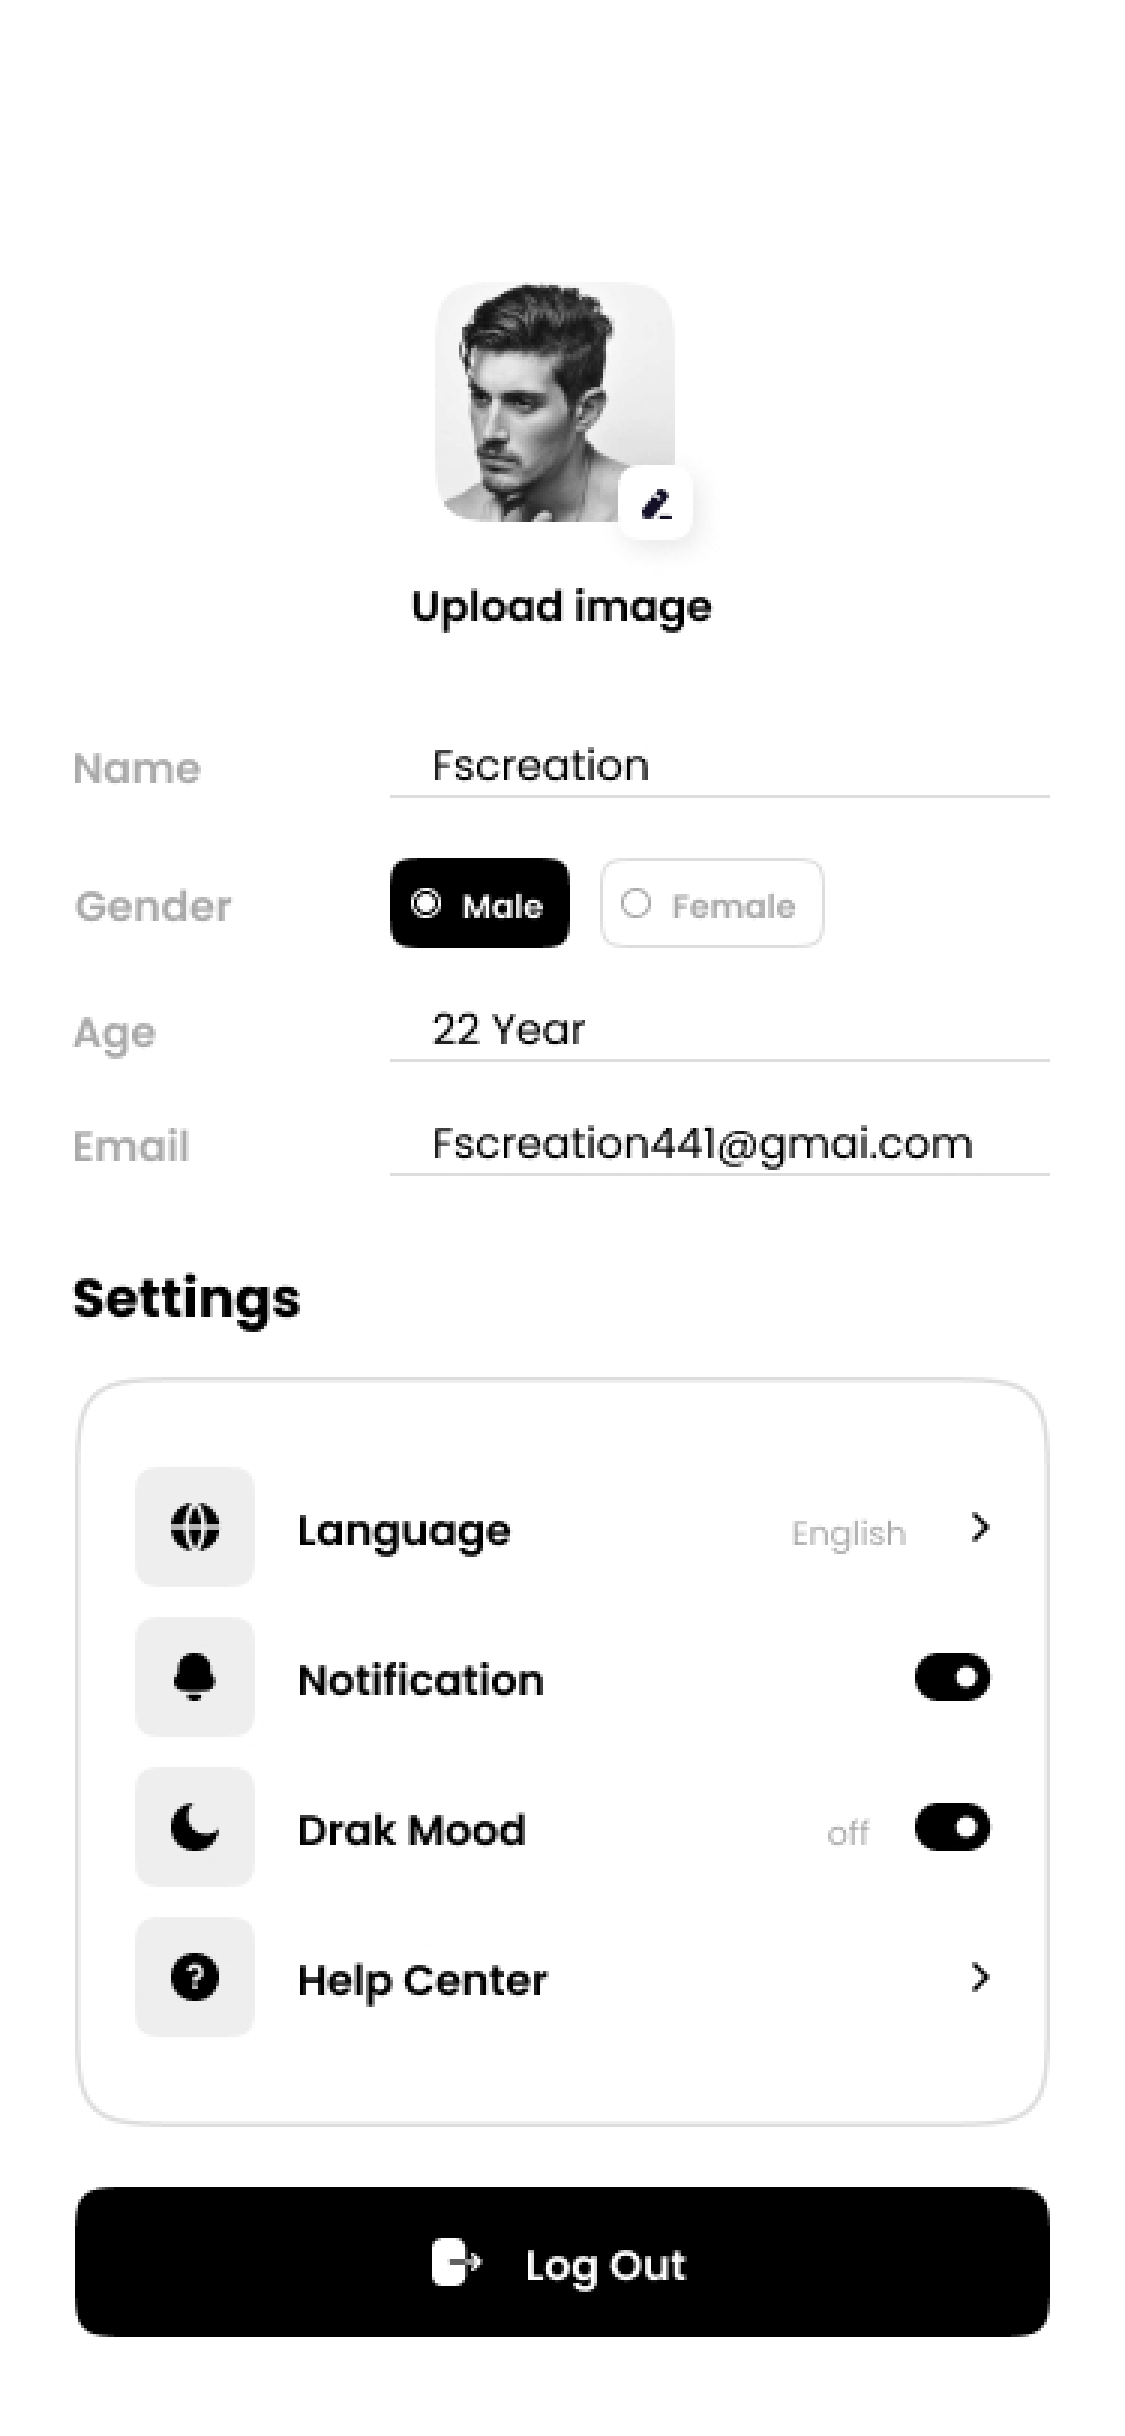 Upload image
Name
Fscreation
Gender
Male
Female
Age
22 Year
Email
Fscreation441@gmai.com
Settings
Language
English
Notification
Drak Mood
off
Help Center
Log Out